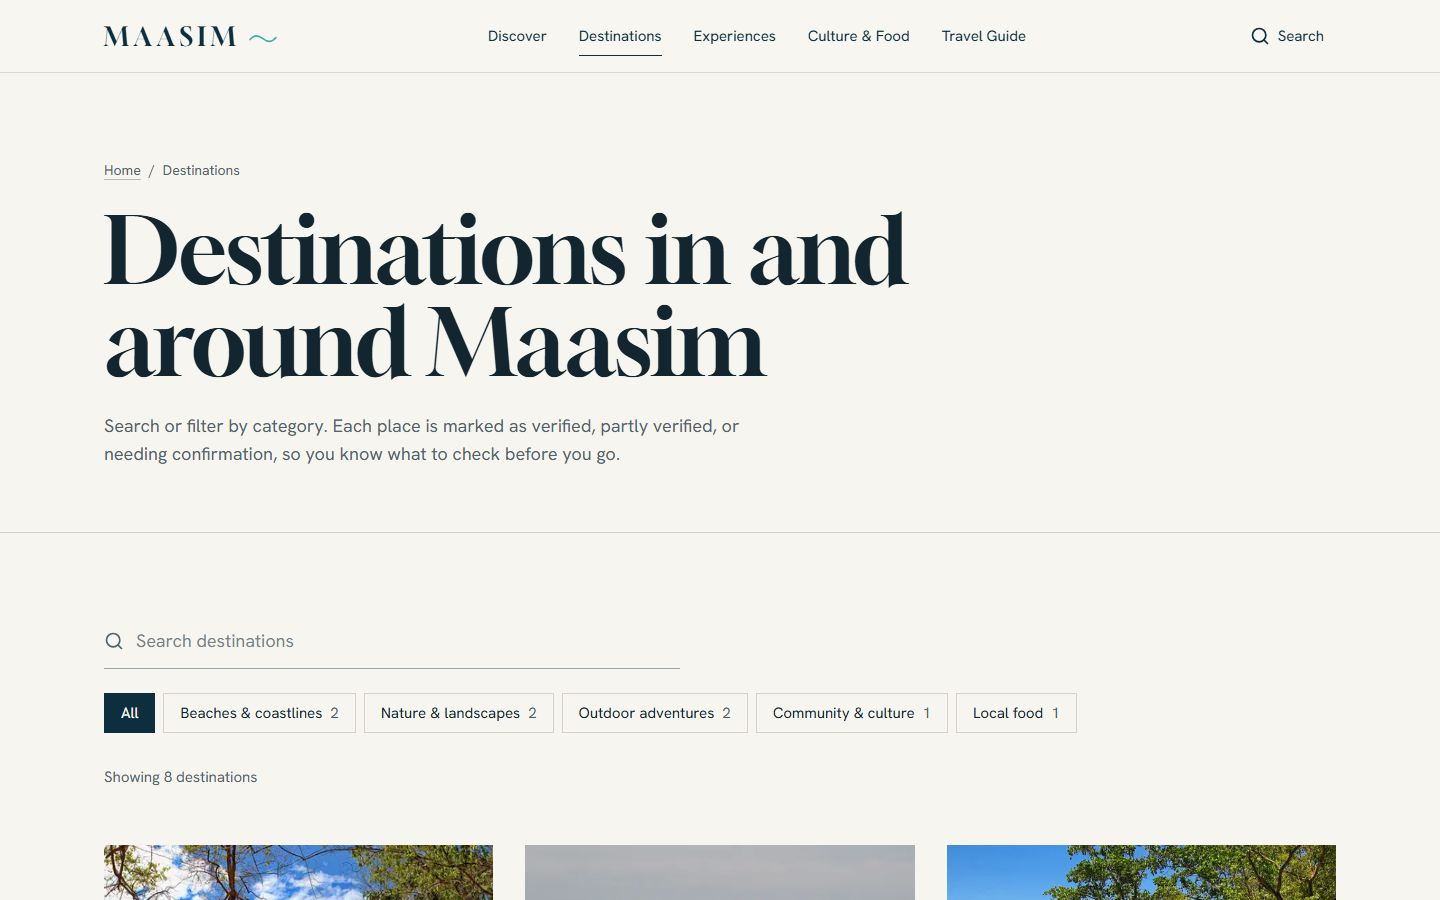 MAASIM
Discover
Destinations
Experiences
Culture & Food
Travel Guide
Search
Home / Destinations
Destinations in and
around Maasim
Search or filter by category. Each place is marked as verified, partly verified, or
needing confirmation, so you know what to check before you go.
Search destinations
All
Beaches & coastlines 2
Nature & landscapes 2
Outdoor adventures 2
Community & culture 1
Local food 1
Showing 8 destinations